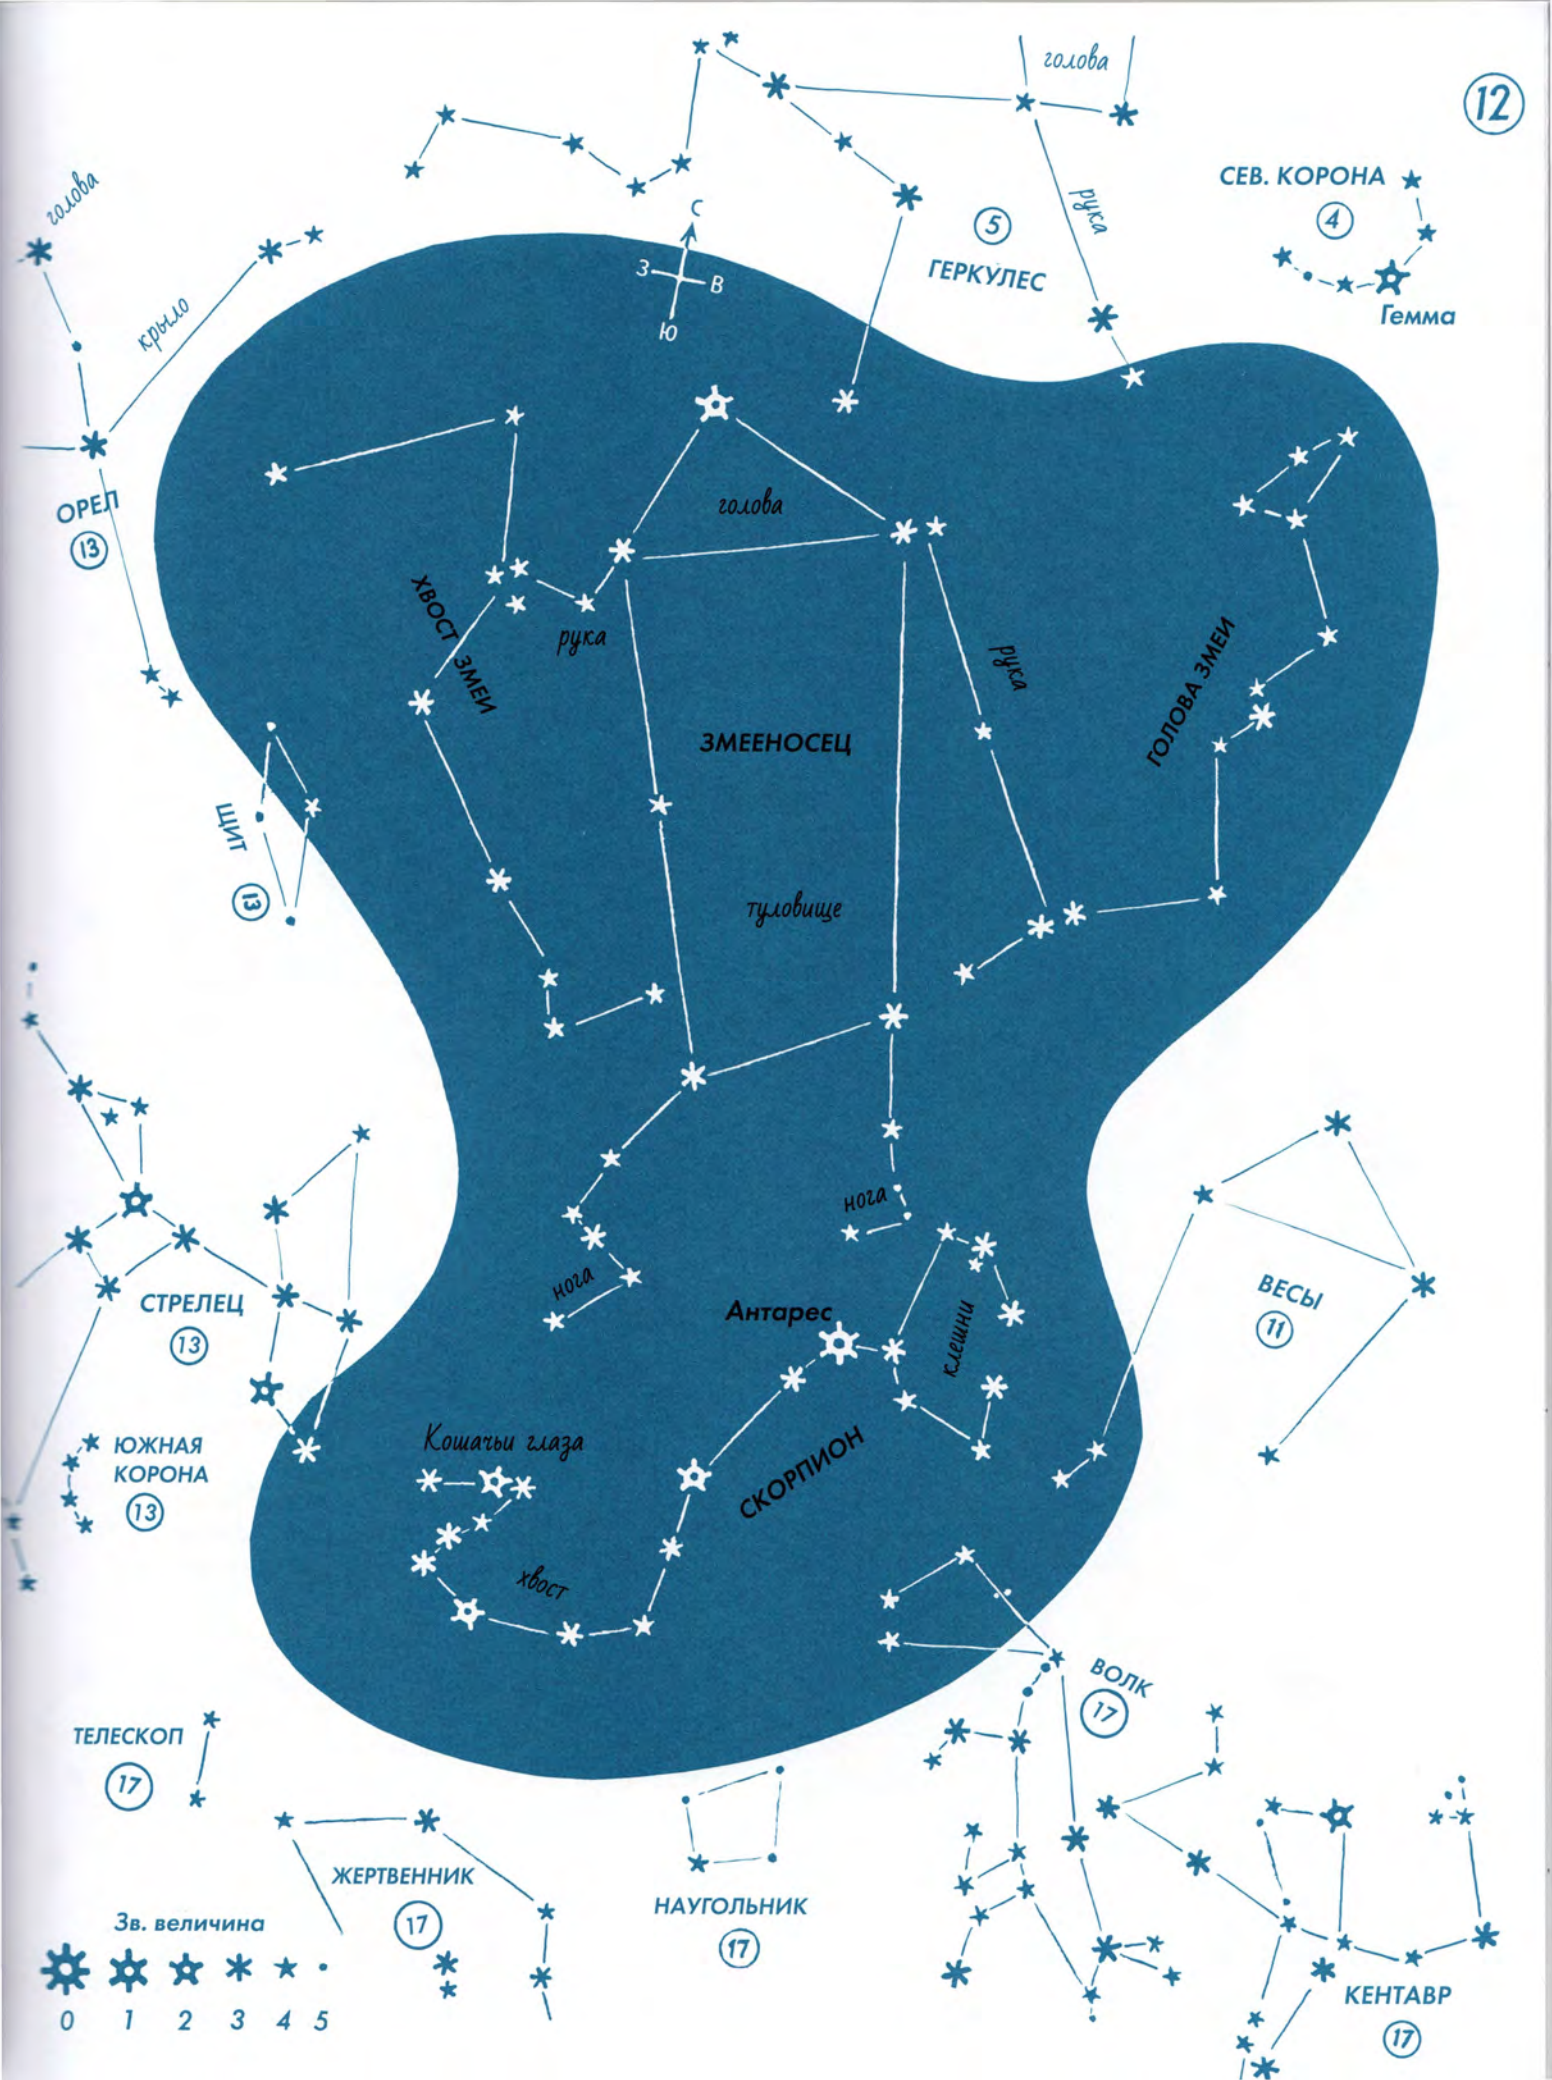 голова
12
СЕВ. КОРОНА
4
Гемма
рука
5
ГЕРКУЛЕС
голова
С
З
В
Ю
крыло
ОРЕЛ
13
голова
ХВОСТ ЗМЕИ
рука
рука
ГОЛОВА ЗМЕИ
ЗМЕЕНОСЕЦ
ЩИТ
13
туловище
нога
нога
СТРЕЛЕЦ
13
Антарес
клешни
ВЕСЫ
11
Кошачьи глаза
СКОРПИОН
ЮЖНАЯ
КОРОНА
13
хвост
ВОЛК
17
ТЕЛЕСКОП
17
ЖЕРТВЕННИК
17
НАУГОЛЬНИК
17
КЕНТАВР
17
Зв. величина
0 1 2 3 4 5